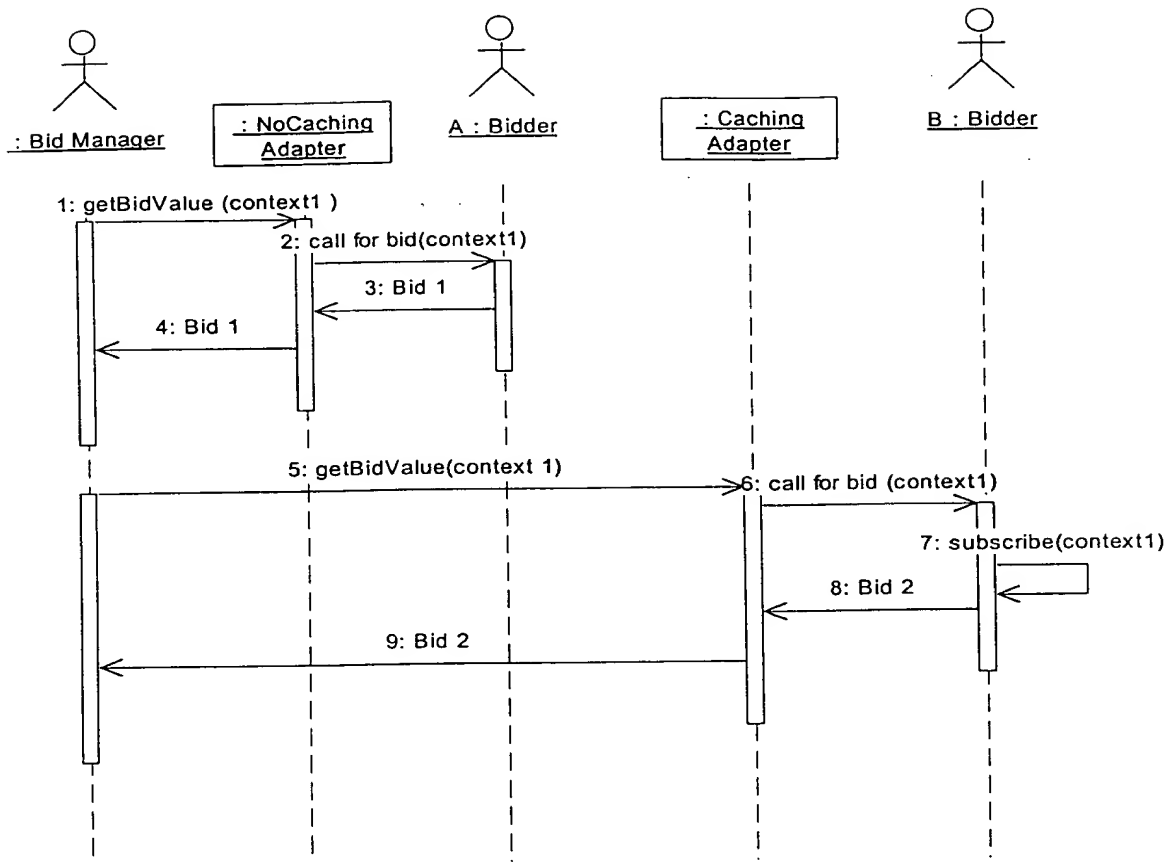 : Bid Manager
: NoCaching
Adapter
A : Bidder
: Caching
Adapter
B : Bidder
1: getBidValue (context1 )
2: call for bid(context1)
3: Bid 1
4: Bid 1
5: getBidValue(context 1)
6: call for bid (context1)
7: subscribe(context1)
8: Bid 2
9: Bid 2